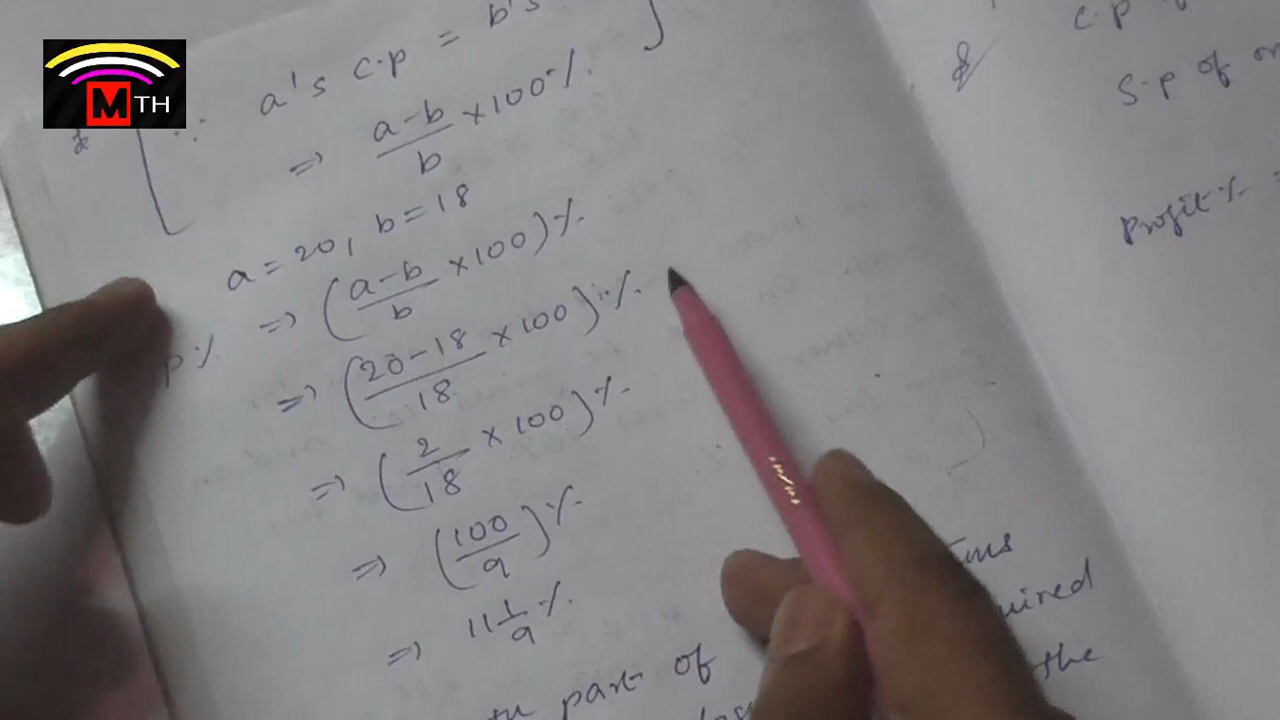 MTH
a's c.p = b's
=> (a-b)/b ×100%
a = 20, b = 18
P% => ((a-b)/b ×100)%
=> ((20-18)/18 ×100)%
=> (2/18 ×100)%
=> (100/9)%
=> 11 1/9 %
part of
the
c.p
S.p of
Profit%